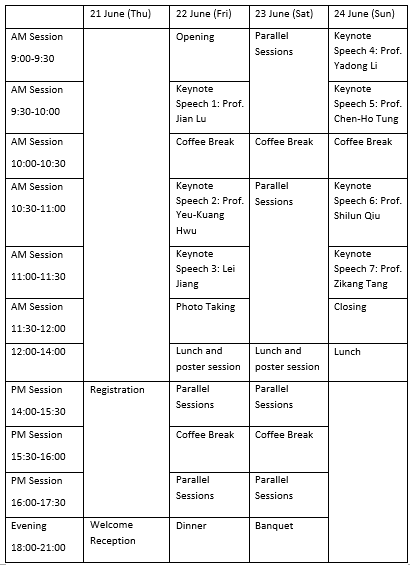 21 June (Thu) 22 June (Fri) 23 June (Sat) 24 June (Sun)
AM Session
9:00-9:30
Opening
Parallel
Sessions
Keynote
Speech 4: Prof.
Yadong Li
AM Session
9:30-10:00
Keynote
Speech 1: Prof.
Jian Lu
Keynote
Speech 5: Prof.
Chen-Ho Tung
AM Session
10:00-10:30
Coffee Break
Coffee Break
Coffee Break
AM Session
10:30-11:00
Keynote
Speech 2: Prof.
Yeu-Kuang
Hwu
Parallel
Sessions
Keynote
Speech 6: Prof.
Shilun Qiu
AM Session
11:00-11:30
Keynote
Speech 3: Lei
Jiang
Keynote
Speech 7: Prof.
Zikang Tang
AM Session
11:30-12:00
Photo Taking
Closing
12:00-14:00
Lunch and
poster session
Lunch and
poster session
Lunch
PM Session
14:00-15:30
Registration
Parallel
Sessions
Parallel
Sessions
PM Session
15:30-16:00
Coffee Break
Coffee Break
PM Session
16:00-17:30
Parallel
Sessions
Parallel
Sessions
Evening
18:00-21:00
Welcome
Reception
Dinner
Banquet